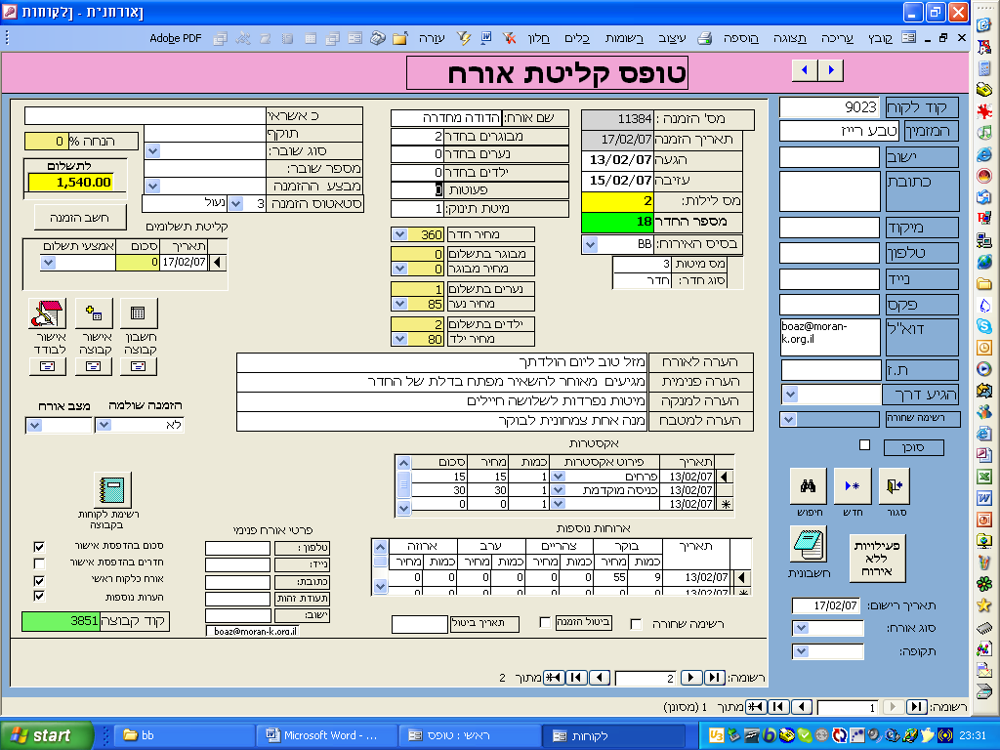 לקוחות] - תינחרואן
קובץ עריכה תצוגה הוספה עיצוב רשומות כלים חלון עזרה Adobe PDF
טופס קליטת אורח
קוד לקוח 9023
המזמין טבע רייז
ישוב
כתובת
מיקוד
טלפון
נייד
פקס
דוא"ל boaz@moran-k.org.il
ת.ז
הגיע דרך
רשימה שחורה
סוכן
סגור חדש חיפוש
פעילויות ללא אירוח
חשבונית
תאריך רישום: 17/02/07
סוג אורח:
תקופה:
מס' הזמנה: 11384
תאריך הזמנה 17/02/07
הגעה 13/02/07
עזיבה 15/02/07
מס לילות: 2
מספר החדר 18
בסיס האירוח: BB
מס מיטות 3
סוג חדר: חדר
שם אורח: הדודה מחדרה
מבוגרים בחדר 2
נערים בחדר 0
ילדים בחדר 0
פעוטות 0
מיטת תינוק: 1
מחיר חדר 360
מבוגר בתשלום 0
מחיר מבוגר 0
נערים בתשלום 1
מחיר נער 85
ילדים בתשלום 2
מחיר ילד 80
כ אשראי
תוקף
סוג שובר:
מספר שובר:
מבצע ההזמנה
סטאטוס הזמנה 3 נעול
הנחה % 0
לתשלום
1,540.00
חשב הזמנה
קליטת תשלומים
תאריך סכום אמצעי תשלום
17/02/07 0
חשבון קבוצה
אישור קבוצה
אישור לבודד
הזמנה שולמה מצב אורח
לא
הערה לאורח מזל טוב ליום הולדתך
הערה פנימית מגיעים מאוחר להשאיר מפתח בדלת של החדר
הערה למנקה מיטות נפרדות לשלושה חיילים
הערה למטבח מנה אחת צמחונית לבוקר
אקסטרות
תאריך פירוט אקסטרות כמות מחיר סכום
13/02/07 פרחים 1 15 15
13/02/07 כניסה מוקדמת 1 30 30
13/02/07 1 0 0
ארוחות נוספות
תאריך בוקר צהריים ערב ארוזה
כמות מחיר כמות מחיר כמות מחיר כמות מחיר
13/02/07 9 55 0 0 0 0 0 0
13/02/07 0 0 0 0 0 0 0 0
רשימת לקוחות בקבוצה
סכום בהדפסת אישור
חדרים בהדפסת אישור
אורח כלקוח ראשי
הערות נוספות
קוד קבוצה 3851
פרטי אורח פנימי
טלפון:
נייד:
כתובת:
תעודת זהות
ישוב:
boaz@moran-k.org.il
רשימה שחורה ביטול הזמנה תאריך ביטול
רשומה: 2 מתוך 2
רשומה: 1 מתוך 1 (מסונן)
start bb Microsoft Word - ... ראשי : טופס לקוחות 23:31